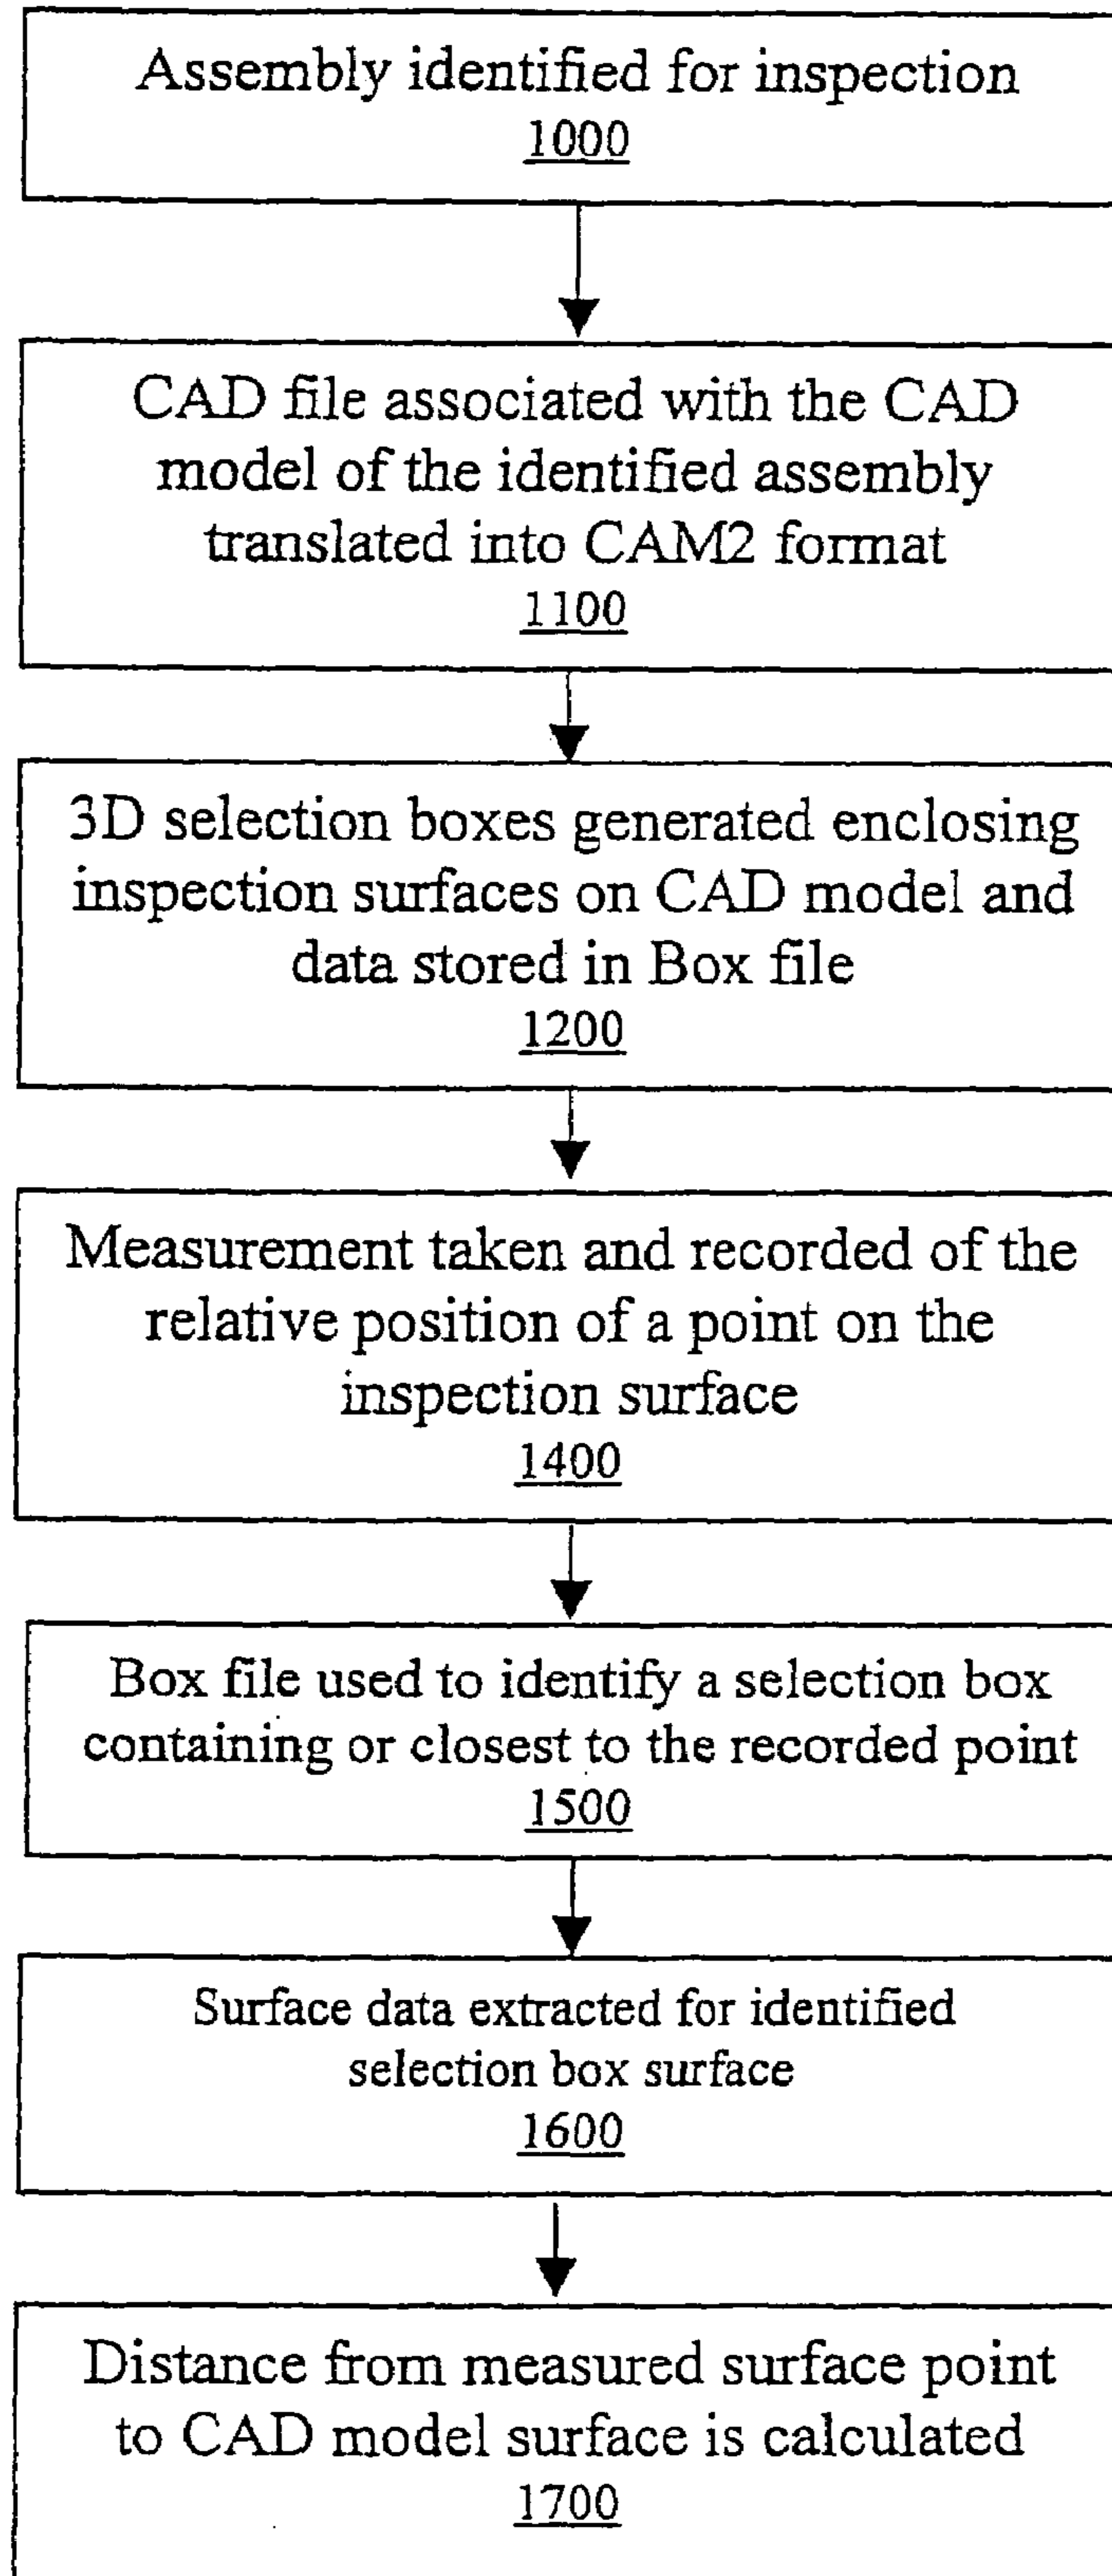 Assembly identified for inspection
1000
CAD file associated with the CAD
model of the identified assembly
translated into CAM2 format
1100
3D selection boxes generated enclosing
inspection surfaces on CAD model and
data stored in Box file
1200
Measurement taken and recorded of the
relative position of a point on the
inspection surface
1400
Box file used to identify a selection box
containing or closest to the recorded point
1500
Surface data extracted for identified
selection box surface
1600
Distance from measured surface point
to CAD model surface is calculated
1700